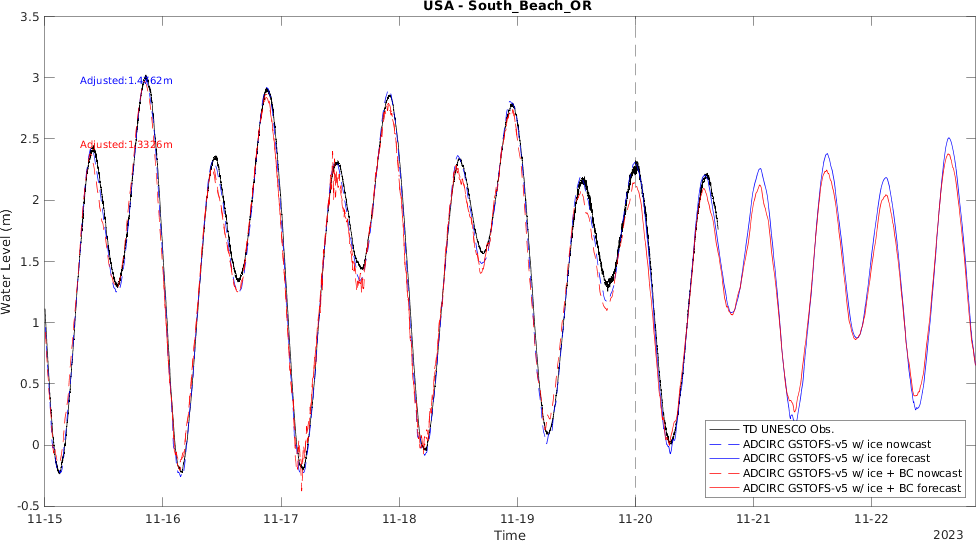 USA - South_Beach_OR
3.5
3
2.5
2
1.5
1
0.5
0
-0.5
Water Level (m)
Adjusted:
Adjusted:1.3326m
TD UNESCO Obs.
ADCIRC GSTOFS-v5 w/ ice nowcast
ADCIRC GSTOFS-v5 w/ ice forecast
ADCIRC GSTOFS-v5 w/ ice + BC nowcast
ADCIRC GSTOFS-v5 w/ ice + BC forecast
11-15 11-16 11-17 11-18 11-19 11-20 11-21 11-22
Time
2023